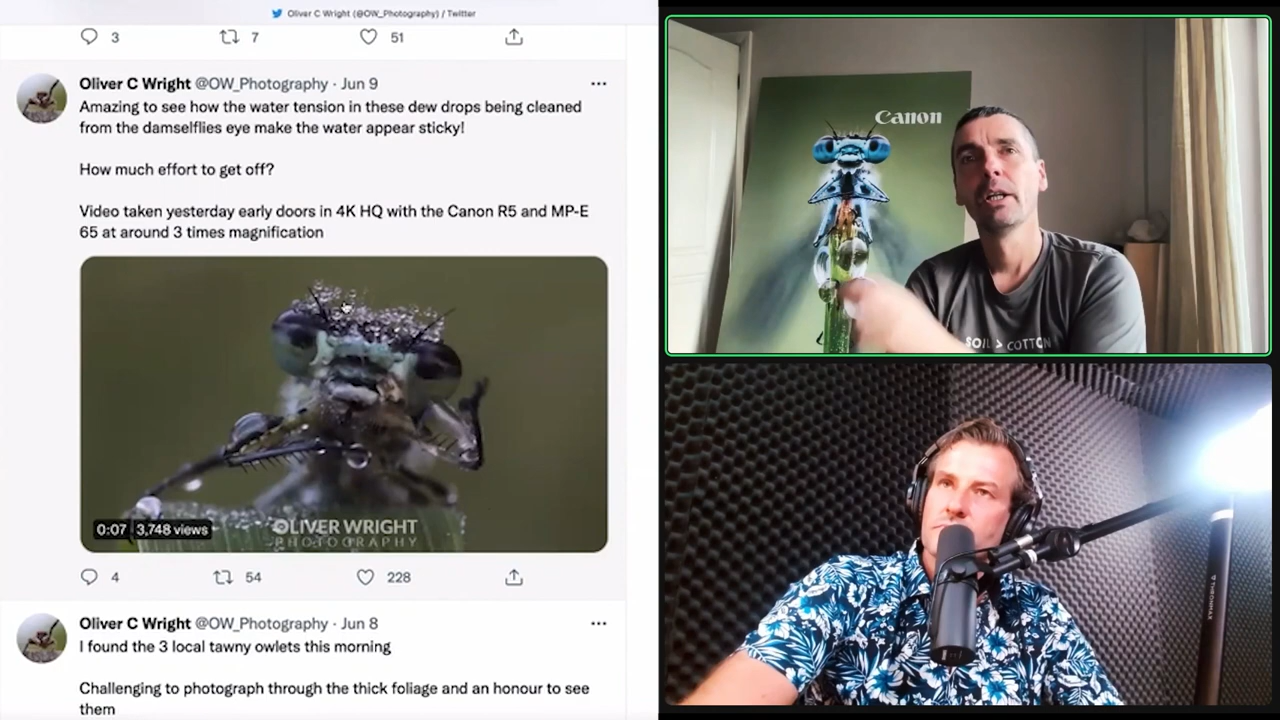 Oliver C Wright (@OW_Photography) / Twitter
3 7 51
Oliver C Wright @OW_Photography · Jun 9
Amazing to see how the water tension in these dew drops being cleaned
from the damselflies eye make the water appear sticky!
How much effort to get off?
Video taken yesterday early doors in 4K HQ with the Canon R5 and MP-E
65 at around 3 times magnification
OLIVER WRIGHT
PHOTOGRAPHY
0:07 3,748 views
4 54 228
Oliver C Wright @OW_Photography · Jun 8
I found the 3 local tawny owlets this morning
Challenging to photograph through the thick foliage and an honour to see
them
Canon
SOIL > COTTON
THRONMAX